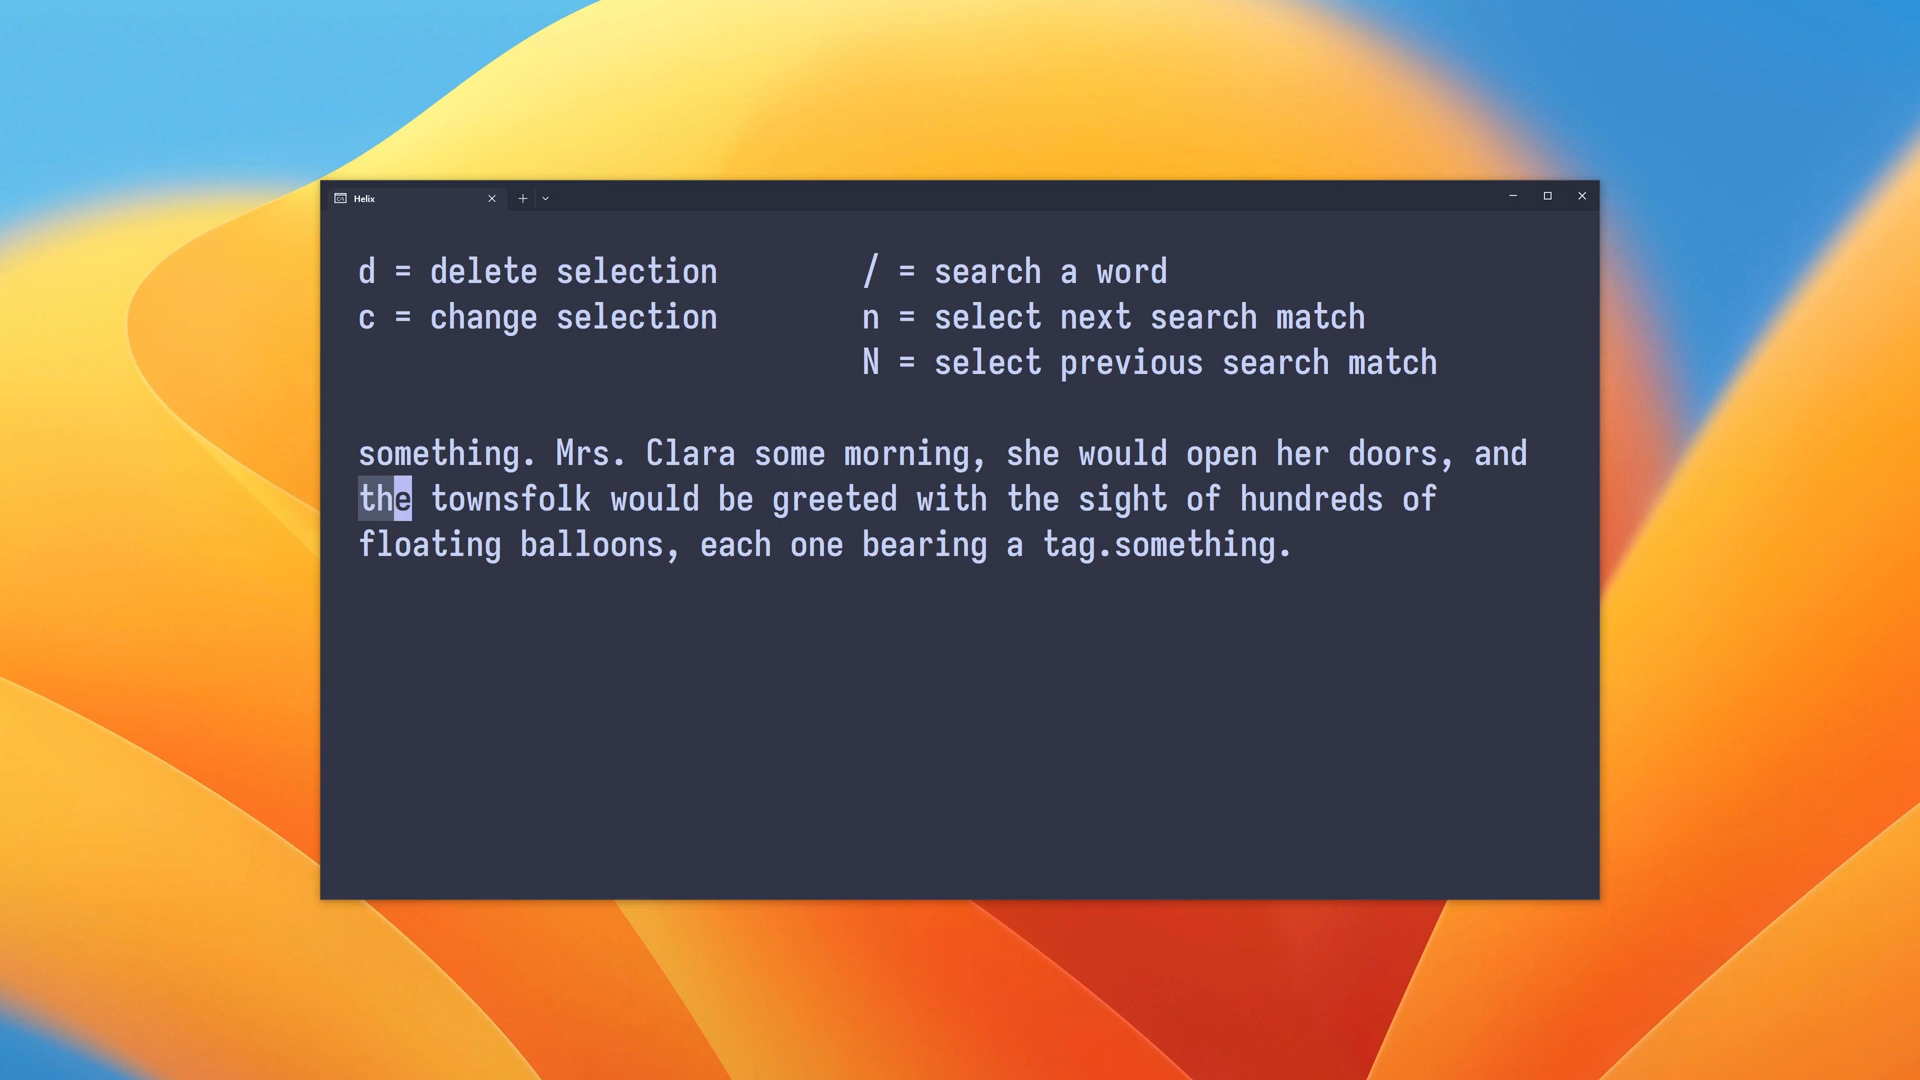 Helix
d = delete selection / = search a word
c = change selection n = select next search match
N = select previous search match
something. Mrs. Clara some morning, she would open her doors, and
the townsfolk would be greeted with the sight of hundreds of
floating balloons, each one bearing a tag.something.